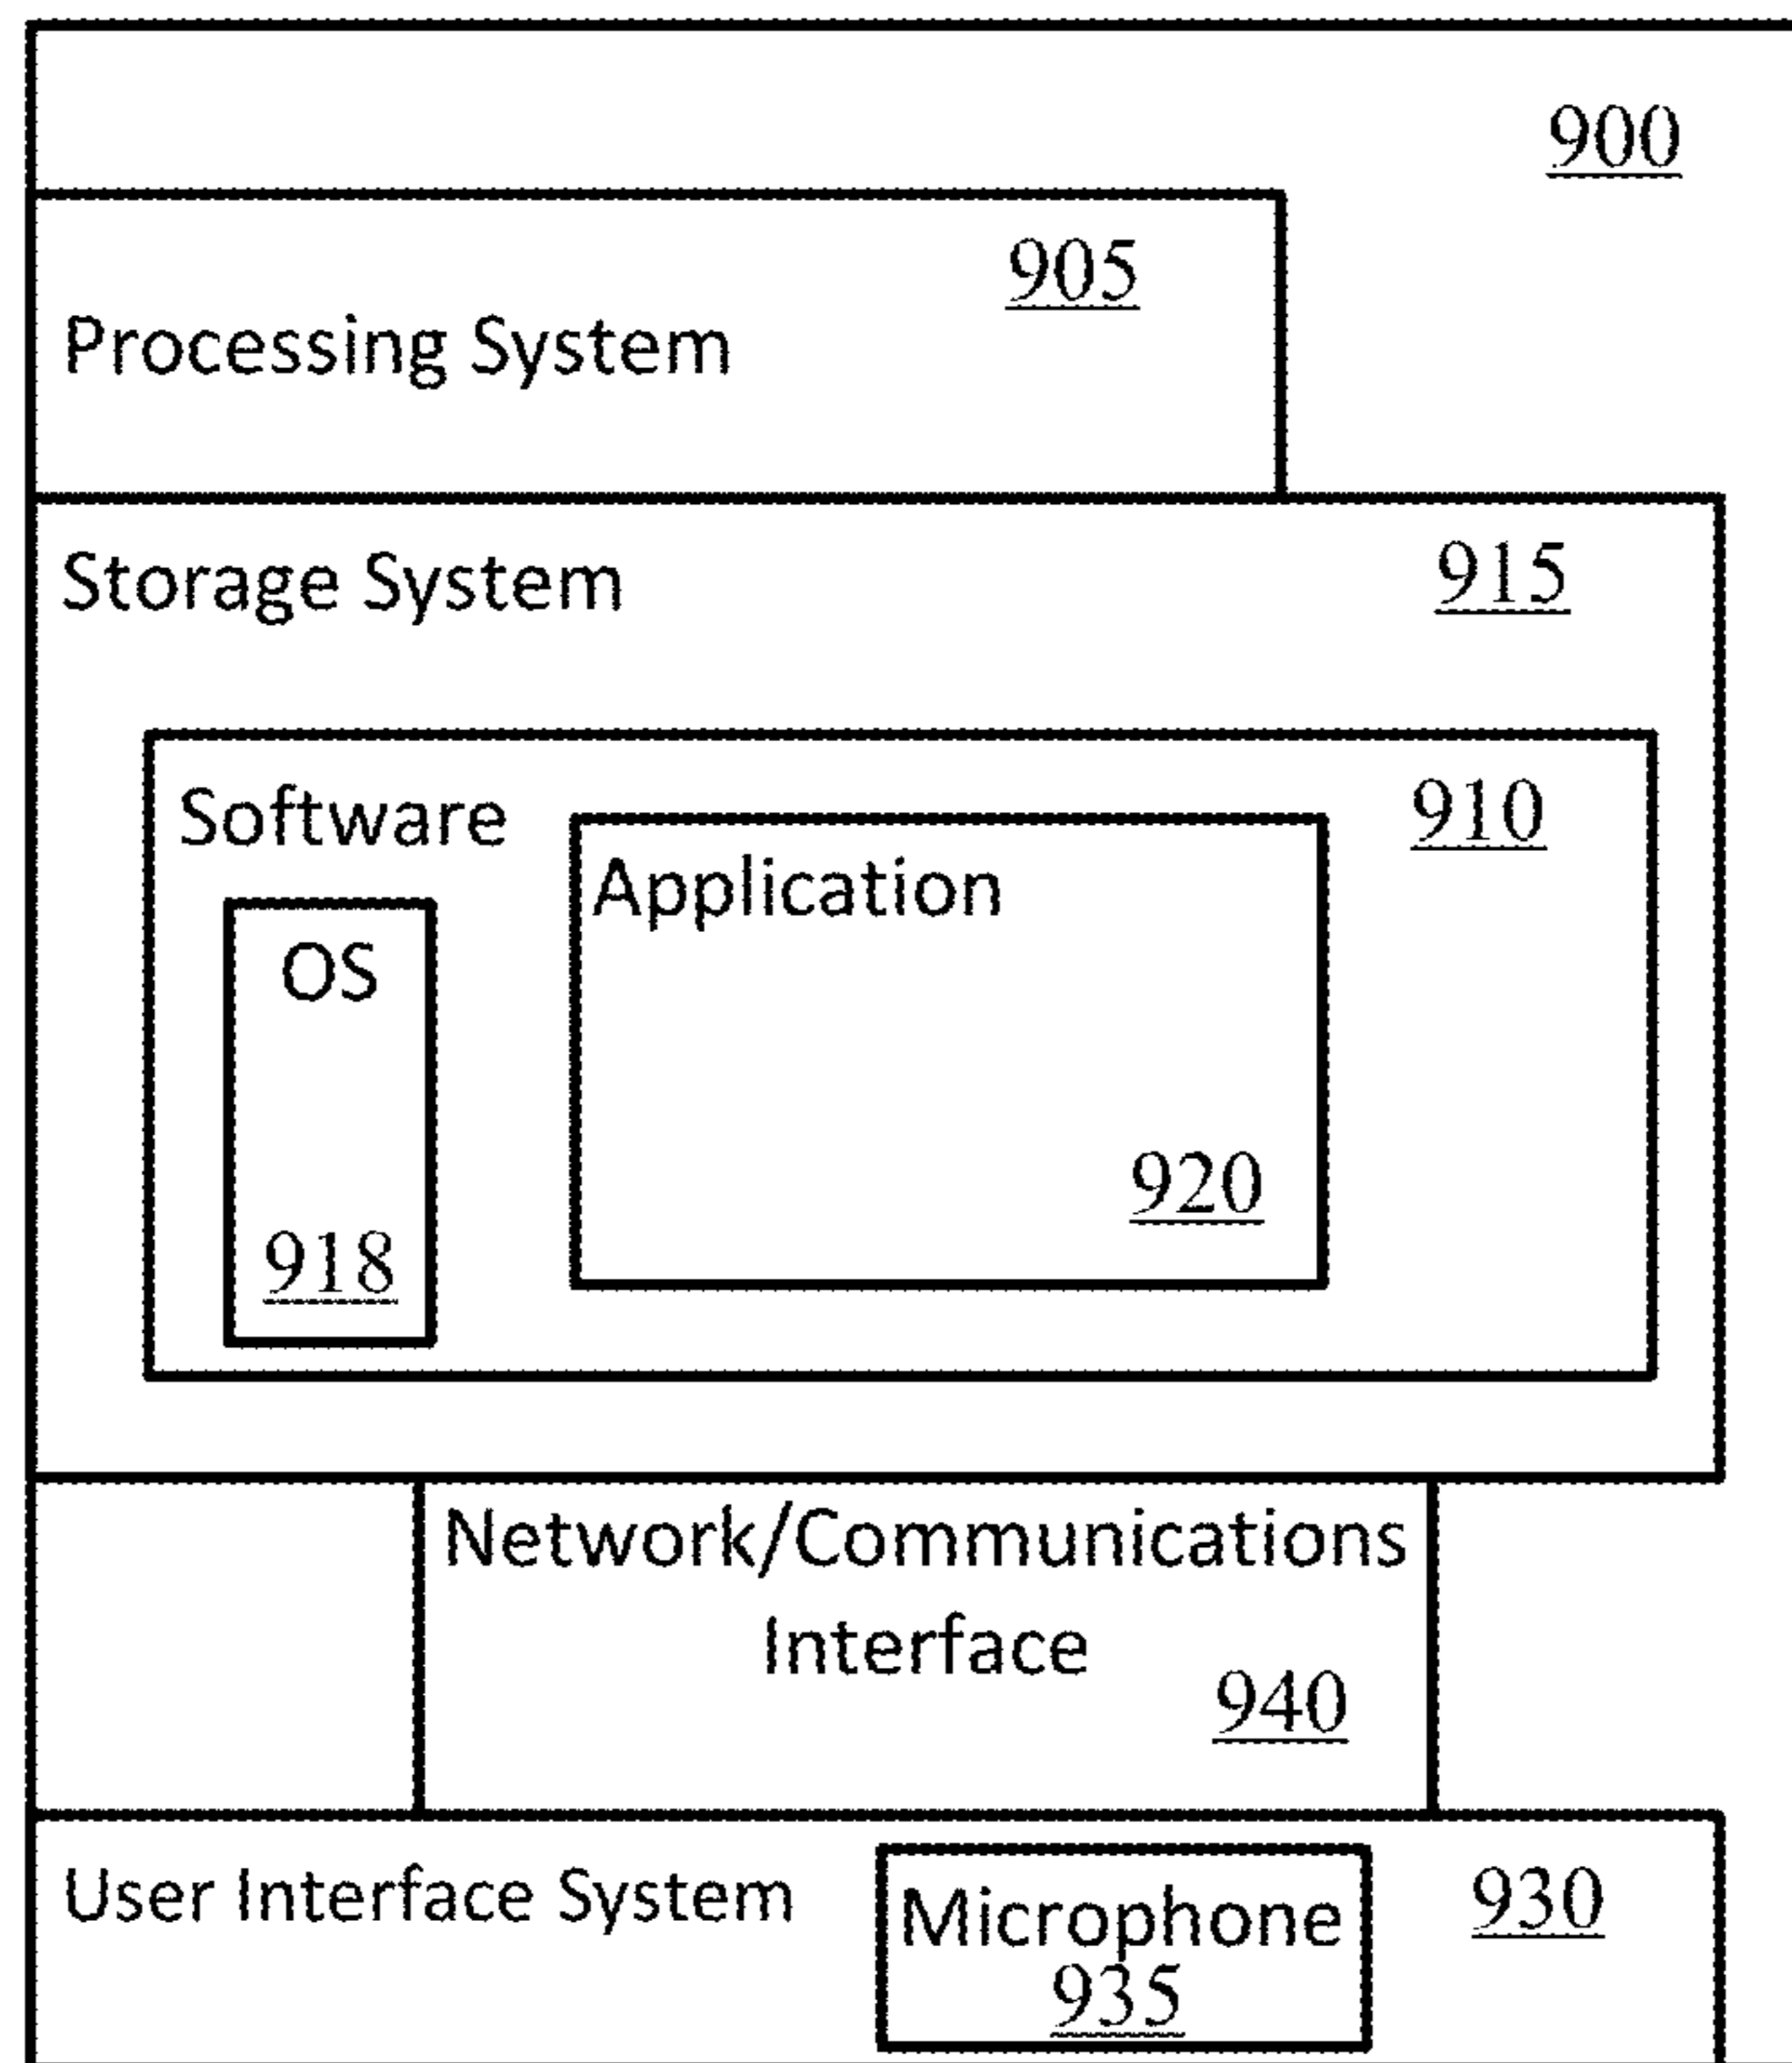 900
905
Processing System
Storage System 915
Software 910
Application
OS
920
918
Network/Communications
Interface
940
User Interface System 930
Microphone
935